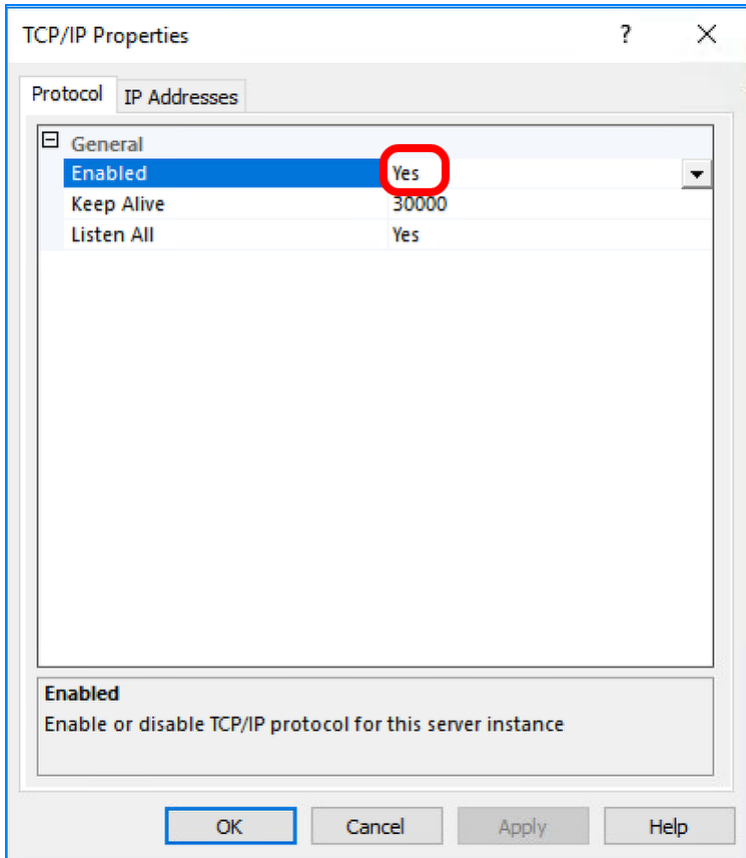 TCP/IP Properties ? ×
Protocol IP Addresses
General
Enabled Yes
Keep Alive 30000
Listen All Yes
Enabled
Enable or disable TCP/IP protocol for this server instance
OK Cancel Apply Help